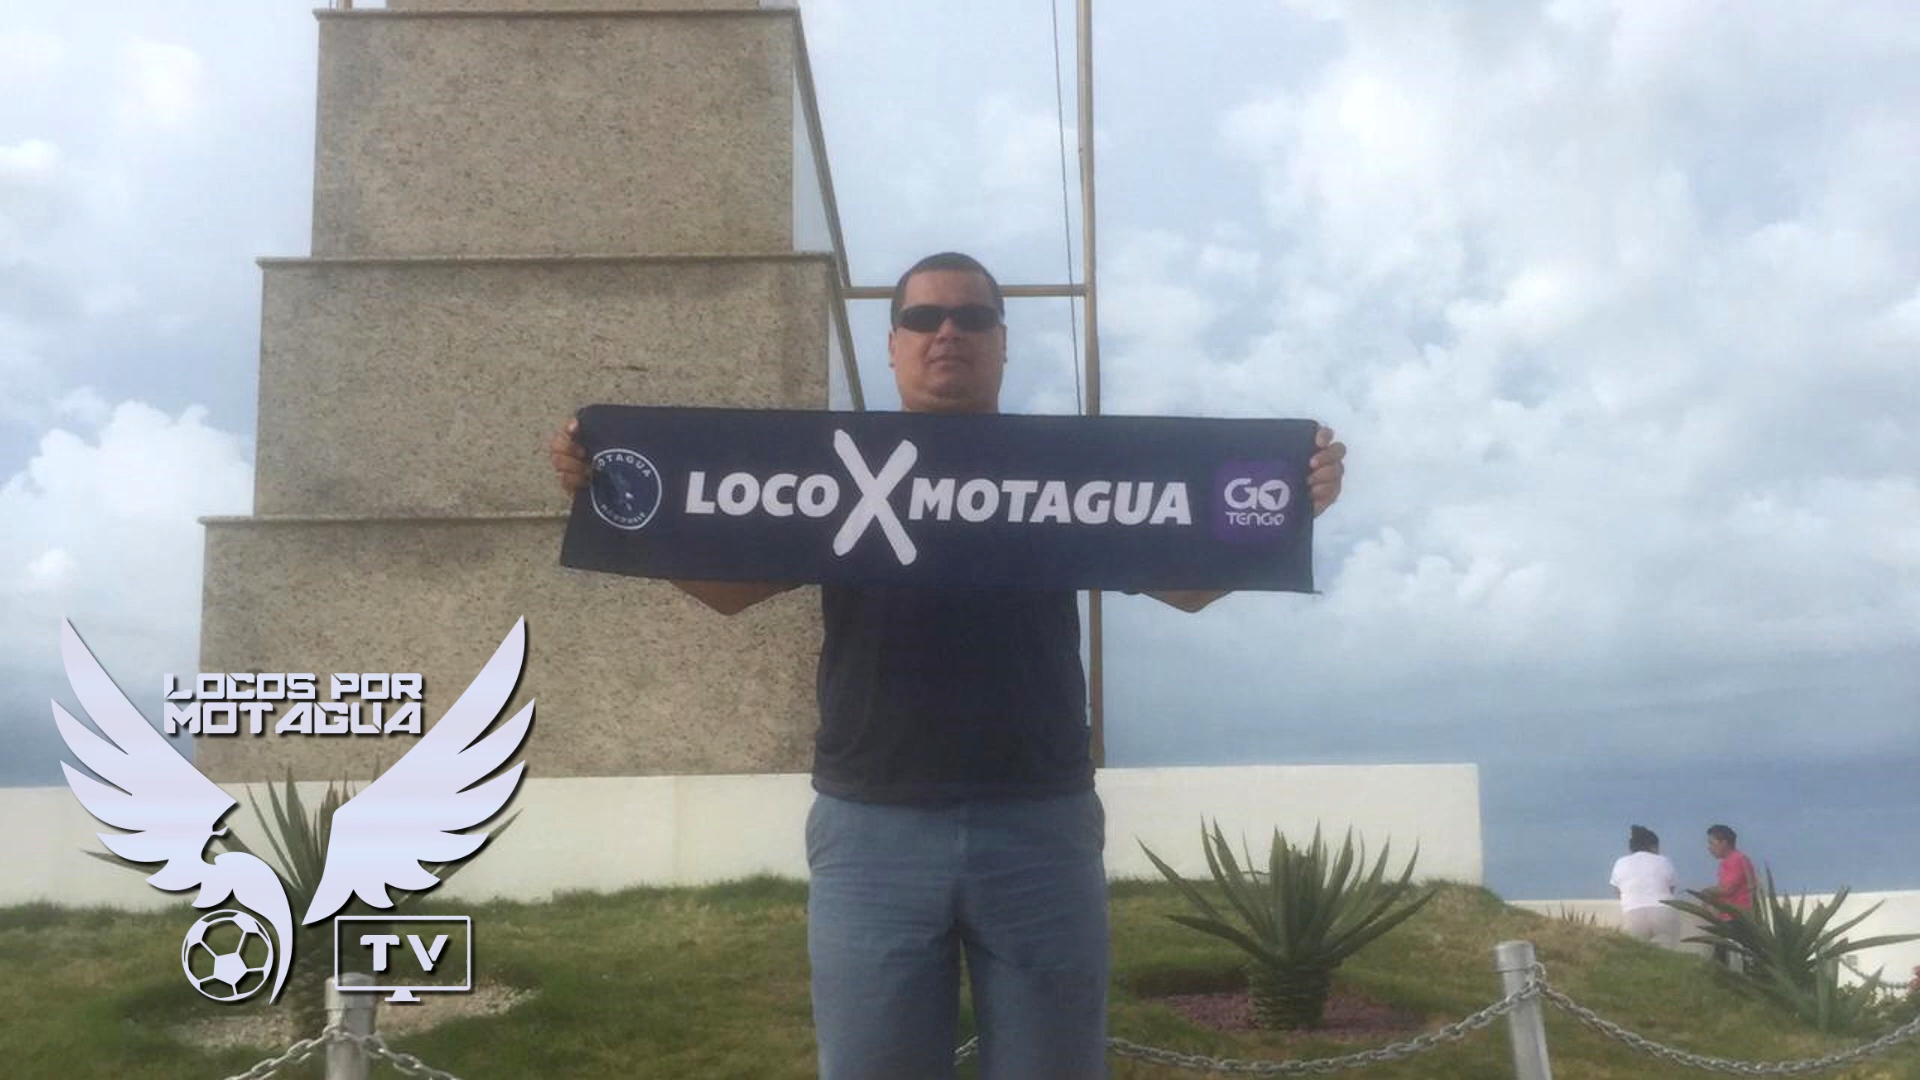 MOTAGUA
LOCO X MOTAGUA
GO
TENGO
LOCOS POR
MOTAGUA
TV